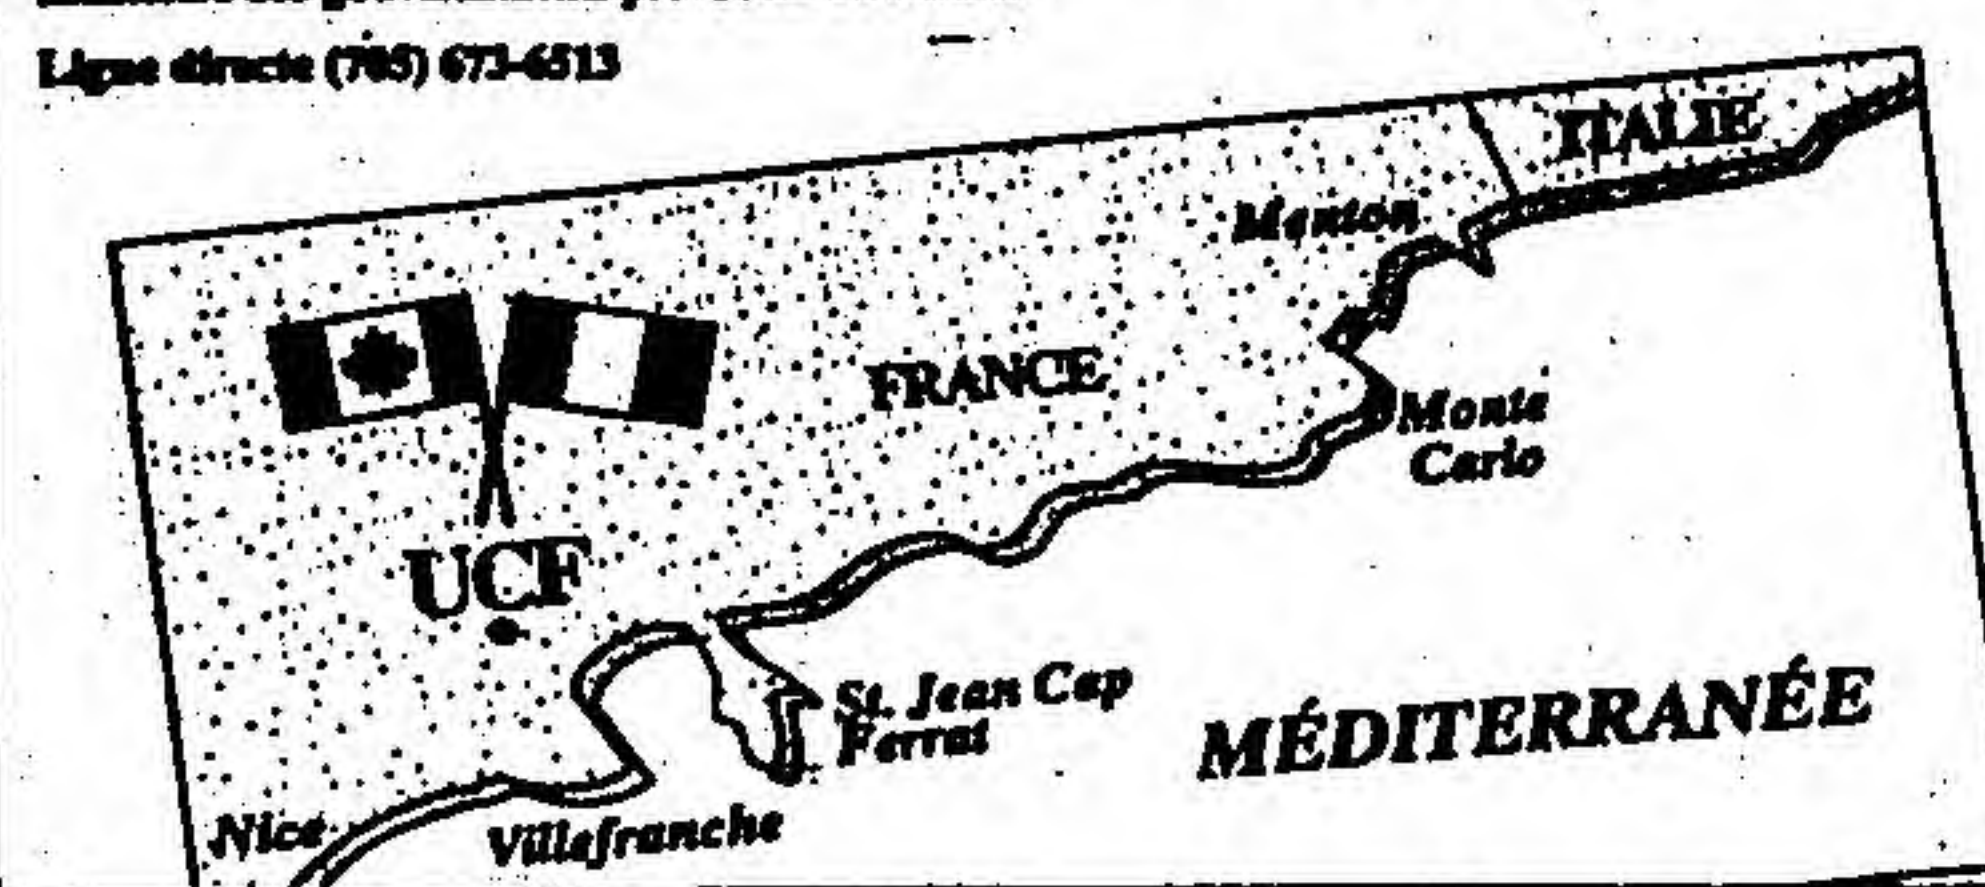 Ligne directe (705) 673-6513
ITALIE
Menton
FRANCE
Monte
Carlo
UCF
St. Jean Cap
Ferrat
MÉDITERRANÉE
Nice
Villefranche